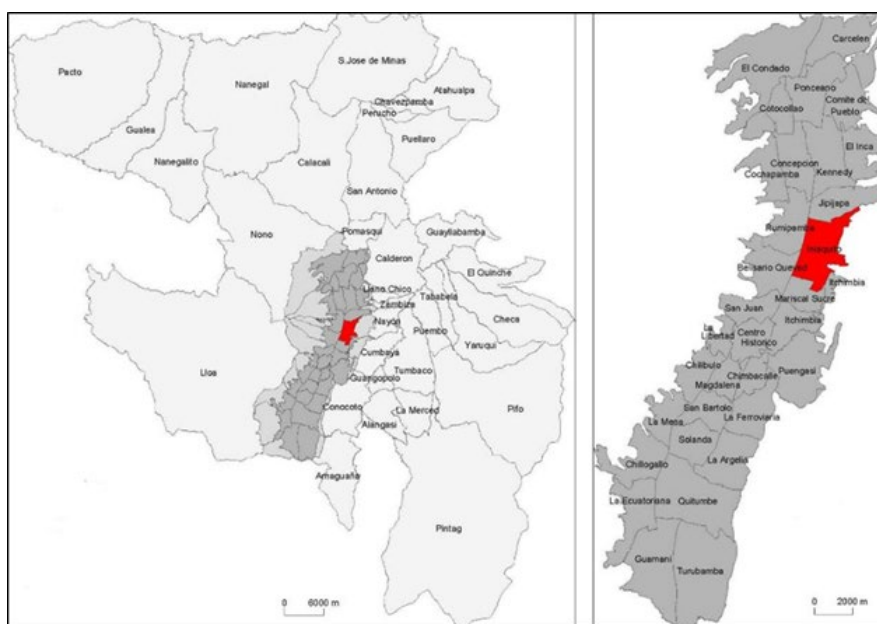 Pacto
Nanegal
S.Jose de Minas
Atahualpa
Chavezpamba
Perucho
Gualea
Puellaro
Nanegalito
Calacali
San Antonio
Nono
Pomasqui
Guayllabamba
Calderon
El Quinche
Llano Chico
Tababela
Zambiza
Checa
Nayón
Puembo
Yaruqui
Lloa
Cumbaya
Tumbaco
Guangopolo
Conocoto
La Merced
Pifo
Alangasi
Amaguaña
Pintag
0 6000 m
Carcelen
El Condado
Ponceano
Cotocollao
Comite de
Pueblo
El Inca
Concepcion
Kennedy
Cochapamba
Jipijapa
Rumipamba
Iñaquito
Belisario Queved
Itchimbia
Mariscal Sucre
San Juan
Itchimbia
La
Libertad
Centro
Historico
Chilibulo
Chimbacalle
Puengasi
Magdalena
San Bartolo
La Ferroviaria
La Mena
Solanda
La Argelia
Chillogallo
La Ecuatoriana
Quitumbe
Guamani
Turubamba
0 2000 m